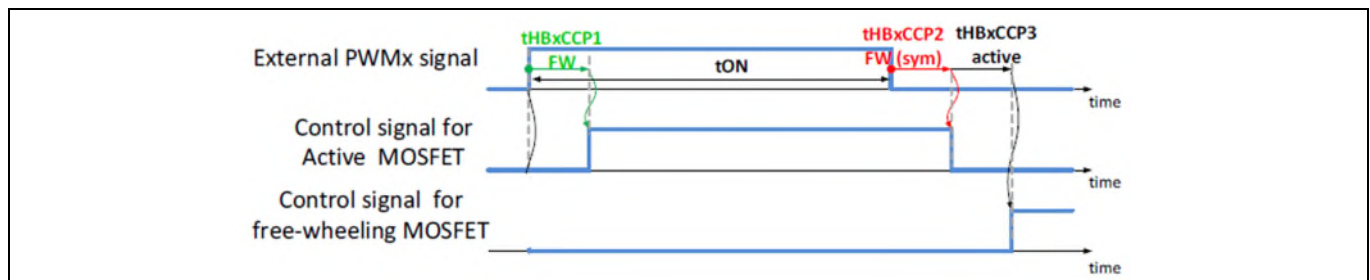 tHBxCCP1
tHBxCCP2
tHBxCCP3
External PWMx signal
FW
tON
FW (sym)
active
time
Control signal for
Active MOSFET
time
Control signal for
free-wheeling MOSFET
time